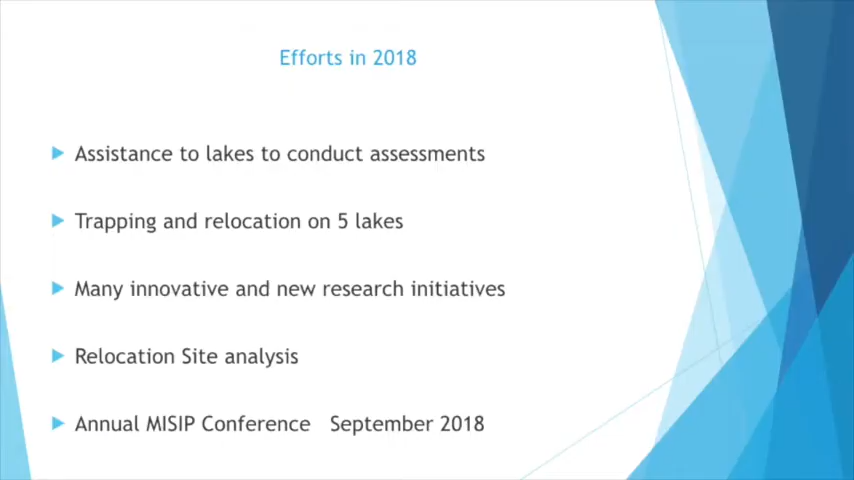 Efforts in 2018
Assistance to lakes to conduct assessments
Trapping and relocation on 5 lakes
Many innovative and new research initiatives
Relocation Site analysis
Annual MISIP Conference September 2018